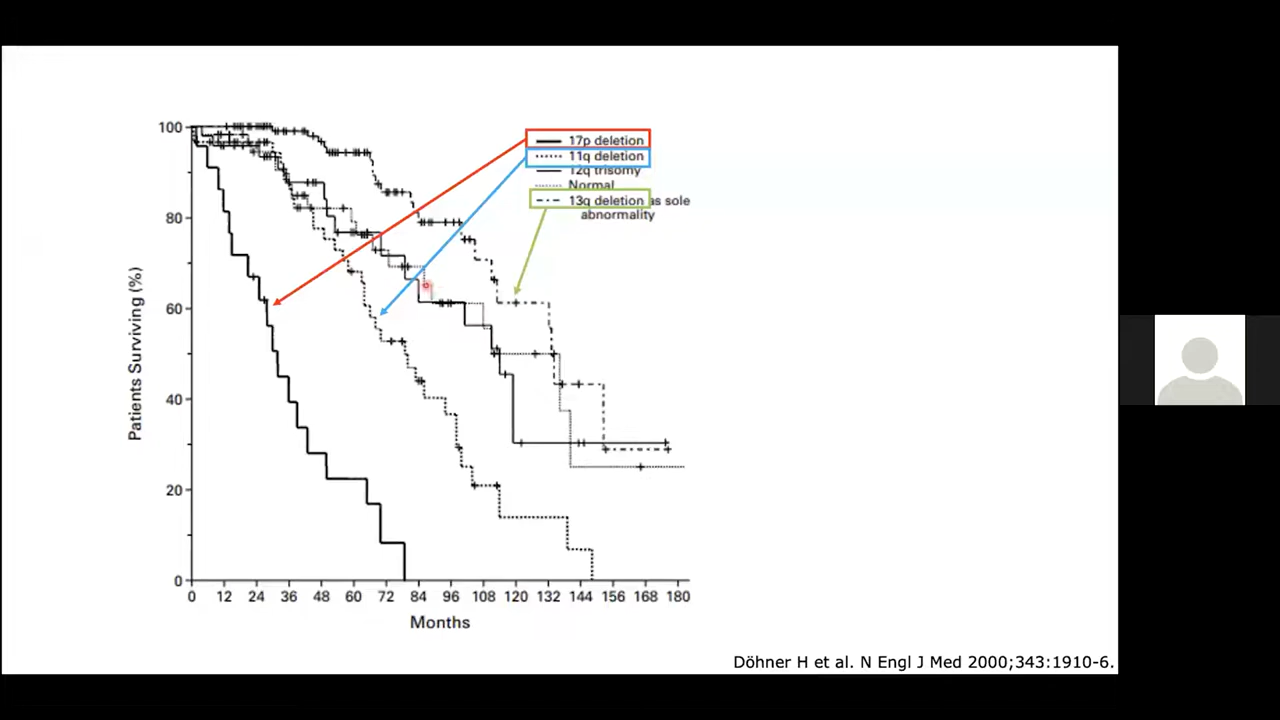 100
80
60
40
20
0
Patients Surviving (%)
17p deletion
11q deletion
12q trisomy
Normal
13q deletion as sole
abnormality
0 12 24 36 48 60 72 84 96 108 120 132 144 156 168 180
Months
Döhner H et al. N Engl J Med 2000;343:1910-6.